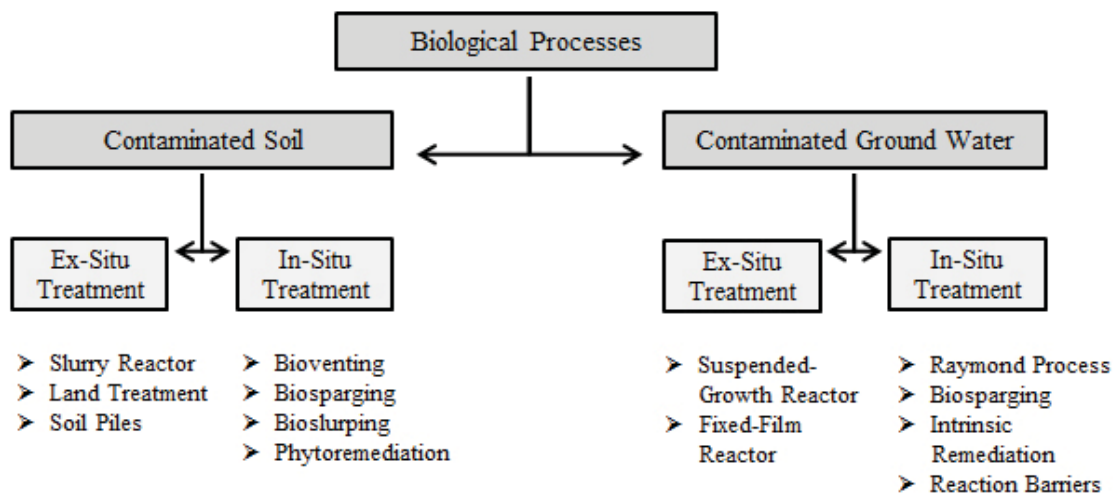 Biological Processes
Contaminated Soil
Contaminated Ground Water
Ex-Situ
Treatment
In-Situ
Treatment
Ex-Situ
Treatment
In-Situ
Treatment
➤ Slurry Reactor
➤ Land Treatment
➤ Soil Piles
➤ Bioventing
➤ Biosparging
➤ Bioslurping
➤ Phytoremediation
➤ Suspended-
Growth Reactor
➤ Fixed-Film
Reactor
➤ Raymond Process
➤ Biosparging
➤ Intrinsic
Remediation
➤ Reaction Barriers